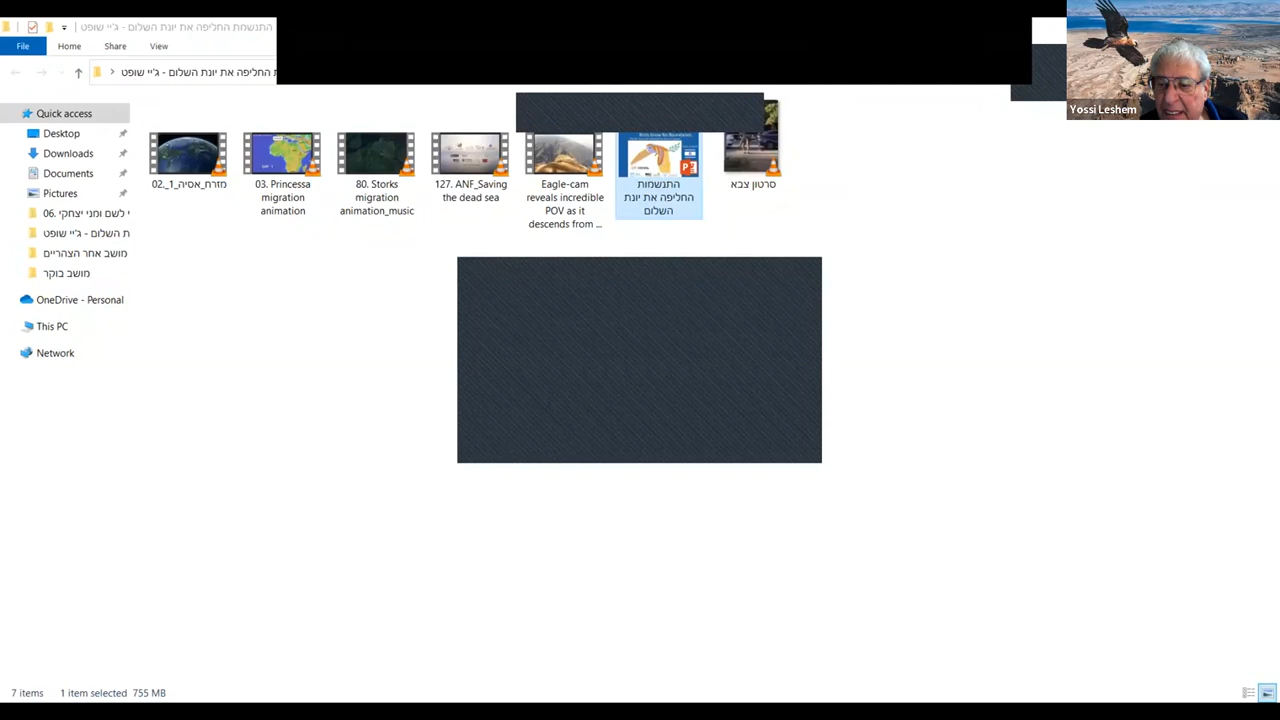 התנשמת החליפה את יונת השלום - ג'יי שופט
File
Home
Share
View
ת החליפה את יונת השלום - ג'יי שופט
Yossi Leshem
Quick access
Desktop
Downloads
Documents
Pictures
06. י לשם ומני יצחקי
ת השלום - ג'יי שופט
מושב אחר הצהריים
מושב בוקר
OneDrive - Personal
This PC
Network
02._1_מזרח_אסיה
03. Princessa
migration
animation
80. Storks
migration
animation_music
127. ANF_Saving
the dead sea
Eagle-cam
reveals incredible
POV as it
descends from ...
התנשמות
החליפה את יונת
השלום
סרטון צבא
7 items
1 item selected
755 MB